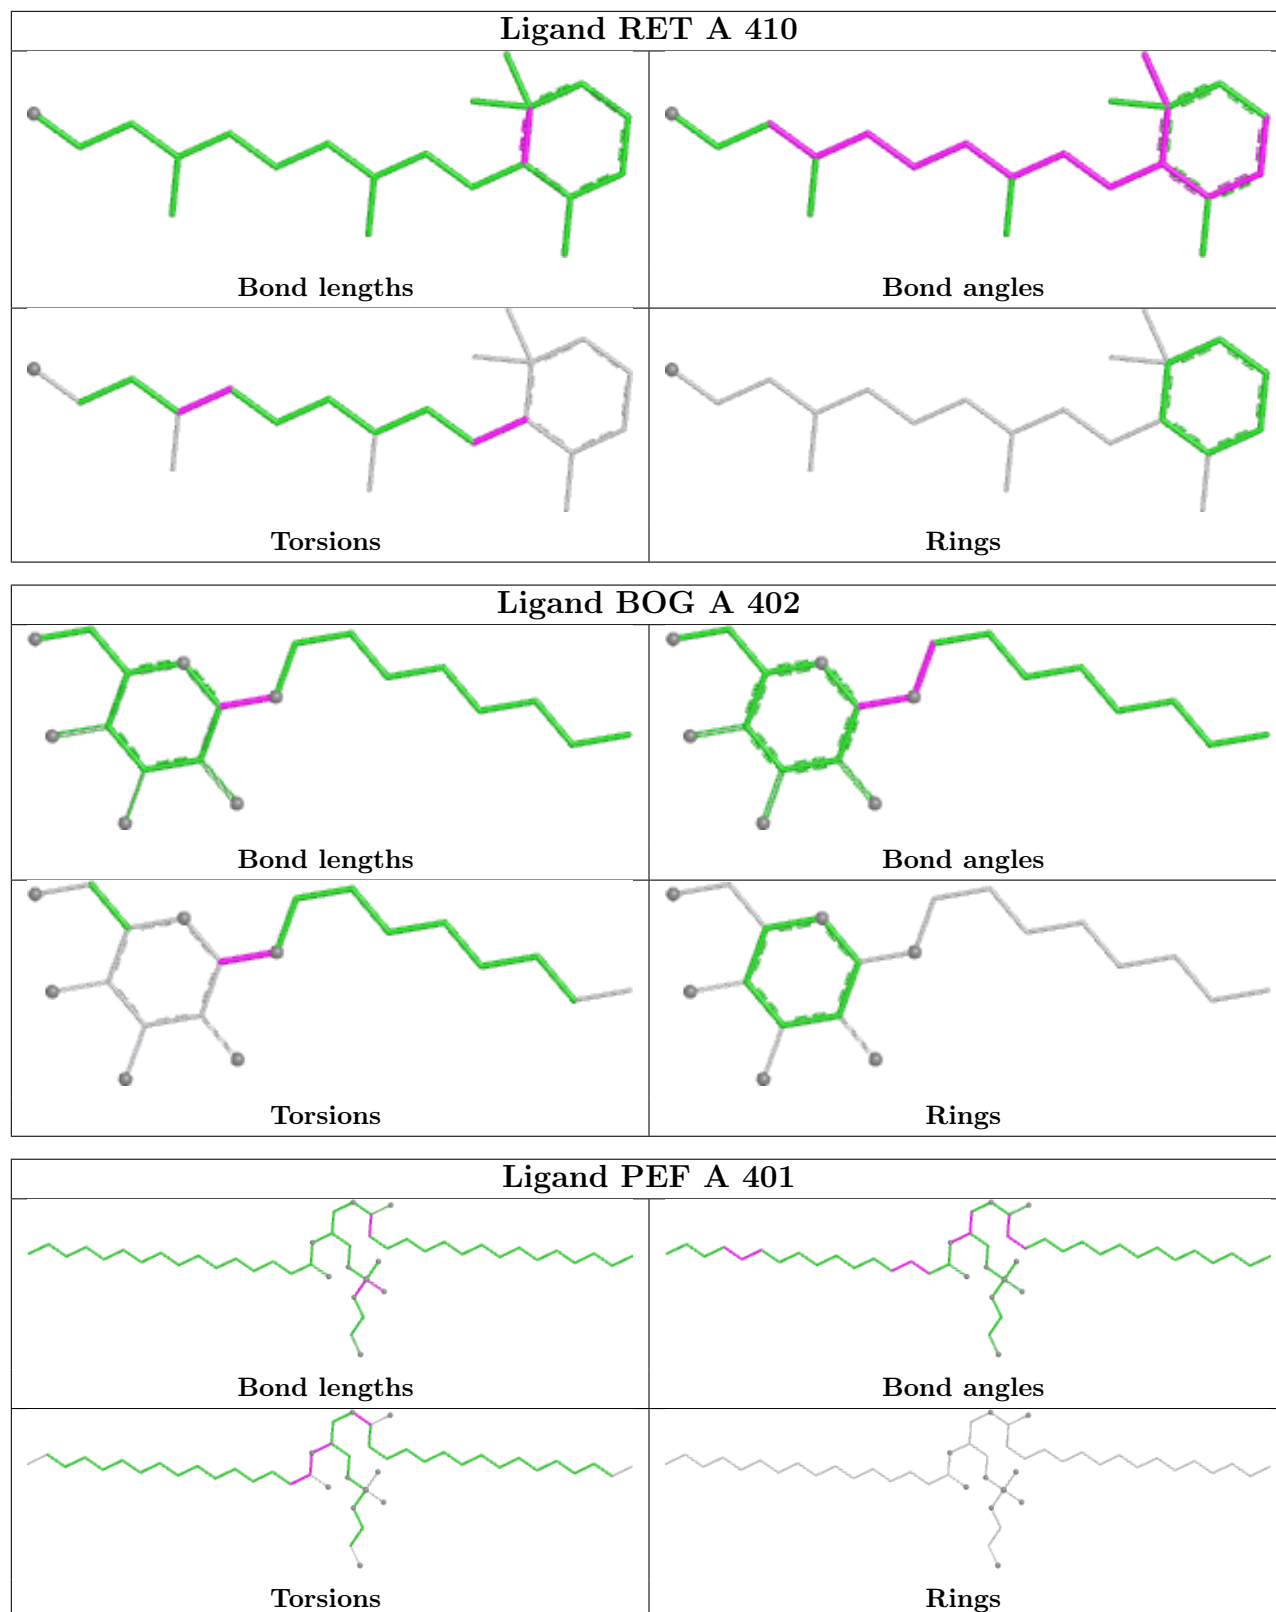 Ligand RET A 410
Bond lengths
Bond angles
Torsions
Rings
Ligand BOG A 402
Bond lengths
Bond angles
Torsions
Rings
Ligand PEF A 401
Bond lengths
Bond angles
Torsions
Rings